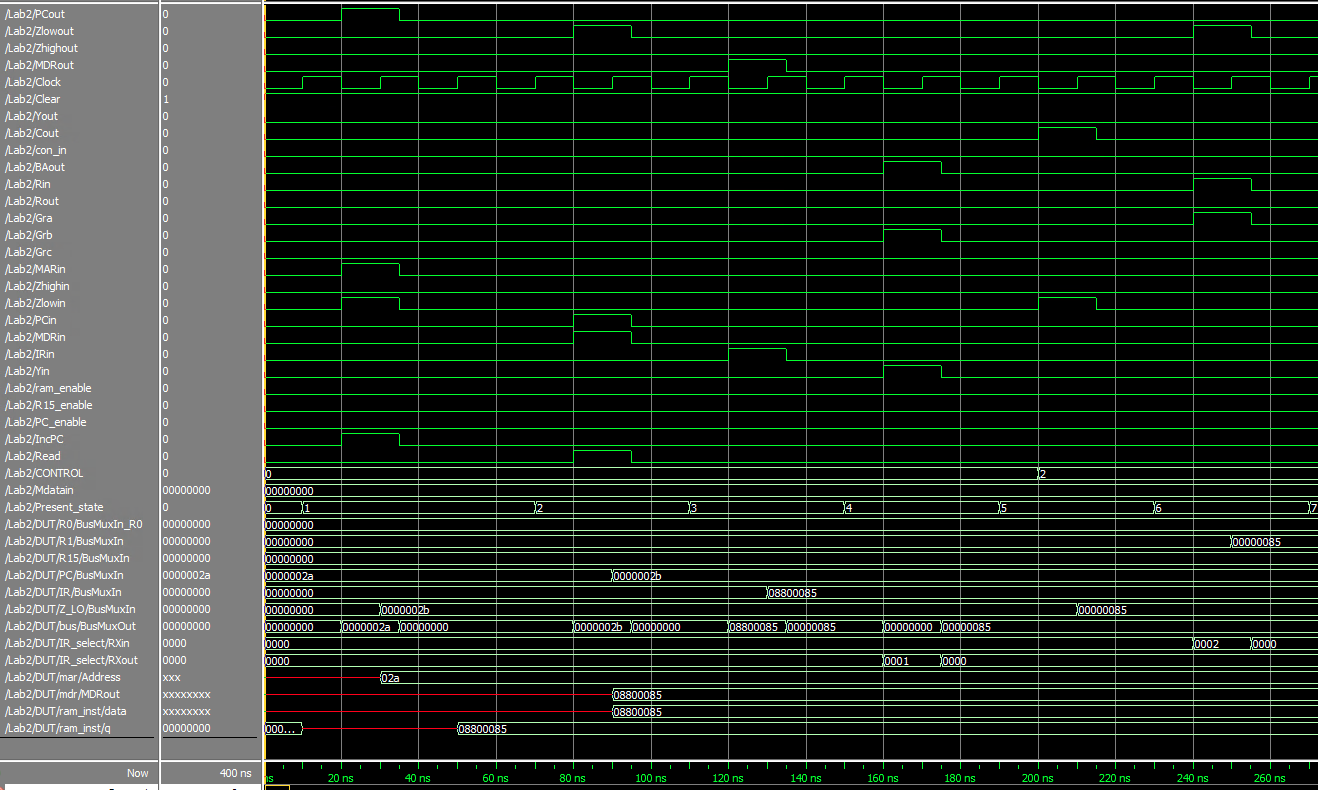 /Lab2/PCout 0
/Lab2/Zlowout 0
/Lab2/Zhighout 0
/Lab2/MDRout 0
/Lab2/Clock 0
/Lab2/Clear 1
/Lab2/Yout 0
/Lab2/Cout 0
/Lab2/con_in 0
/Lab2/BAout 0
/Lab2/Rin 0
/Lab2/Rout 0
/Lab2/Gra 0
/Lab2/Grb 0
/Lab2/Grc 0
/Lab2/MARin 0
/Lab2/Zhighin 0
/Lab2/Zlowin 0
/Lab2/PCin 0
/Lab2/MDRin 0
/Lab2/IRin 0
/Lab2/Yin 0
/Lab2/ram_enable 0
/Lab2/R15_enable 0
/Lab2/PC_enable 0
/Lab2/IncPC 0
/Lab2/Read 0
/Lab2/CONTROL 0 0 2
/Lab2/Mdatain 00000000 00000000
/Lab2/Present_state 0 0 1 2 3 4 5 6 7
/Lab2/DUT/R0/BusMuxIn_R0 00000000 00000000
/Lab2/DUT/R1/BusMuxIn 00000000 00000000 00000085
/Lab2/DUT/R15/BusMuxIn 00000000 00000000
/Lab2/DUT/PC/BusMuxIn 0000002a 0000002a 0000002b
/Lab2/DUT/IR/BusMuxIn 00000000 00000000 08800085
/Lab2/DUT/Z_LO/BusMuxIn 00000000 00000000 0000002b 00000085
/Lab2/DUT/bus/BusMuxOut 00000000 00000000 0000002a 00000000 0000002b 00000000 08800085 00000085 00000000 00000085
/Lab2/DUT/IR_select/RXin 0000 0000 0002 0000
/Lab2/DUT/IR_select/RXout 0000 0000 0001 0000
/Lab2/DUT/mar/Address xxx 02a
/Lab2/DUT/mdr/MDRout xxxxxxxx 08800085
/Lab2/DUT/ram_inst/data xxxxxxxx 08800085
/Lab2/DUT/ram_inst/q 00000000 000... 08800085
Now 400 ns ns 20 ns 40 ns 60 ns 80 ns 100 ns 120 ns 140 ns 160 ns 180 ns 200 ns 220 ns 240 ns 260 ns